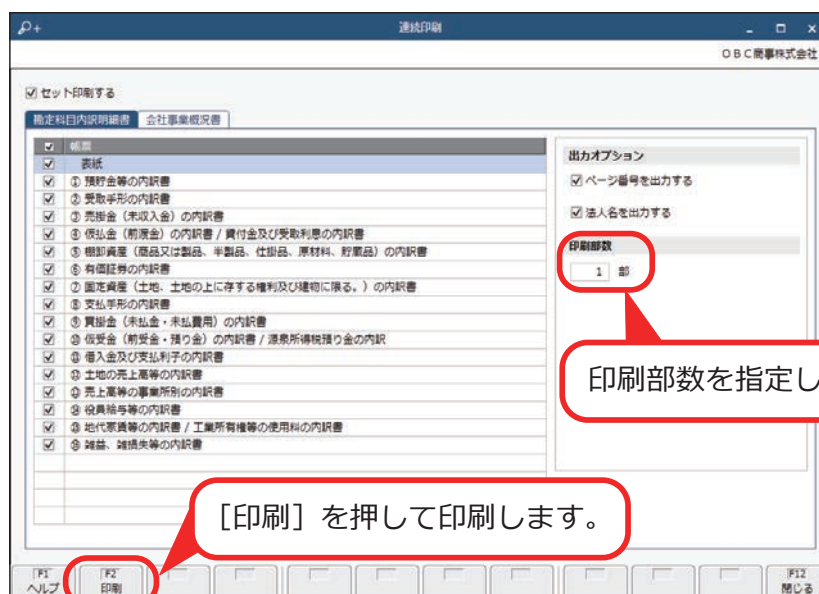 連続印刷
OBC商事株式会社
セット印刷する
勘定科目内訳明細書 会社事業概況書
帳票
表紙
① 預貯金等の内訳書
② 受取手形の内訳書
③ 売掛金（未収入金）の内訳書
④ 仮払金（前渡金）の内訳書 / 貸付金及び受取利息の内訳書
⑤ 棚卸資産（商品又は製品、半製品、仕掛品、原材料、貯蔵品）の内訳書
⑥ 有価証券の内訳書
⑦ 固定資産（土地、土地の上に存する権利及び建物に限る。）の内訳書
⑧ 支払手形の内訳書
⑨ 買掛金（未払金・未払費用）の内訳書
⑩ 仮受金（前受金・預り金）の内訳書 / 源泉所得税預り金の内訳
⑪ 借入金及び支払利子の内訳書
⑫ 土地の売上高等の内訳書
⑬ 売上高等の事業所別の内訳書
⑭ 役員給与等の内訳書
⑮ 地代家賃等の内訳書 / 工業所有権等の使用料の内訳書
⑯ 雑益、雑損失等の内訳書
出力オプション
ページ番号を出力する
法人名を出力する
印刷部数
1 部
印刷部数を指定し
［印刷］を押して印刷します。
F1 F2 F12
ヘルプ 印刷 閉じる